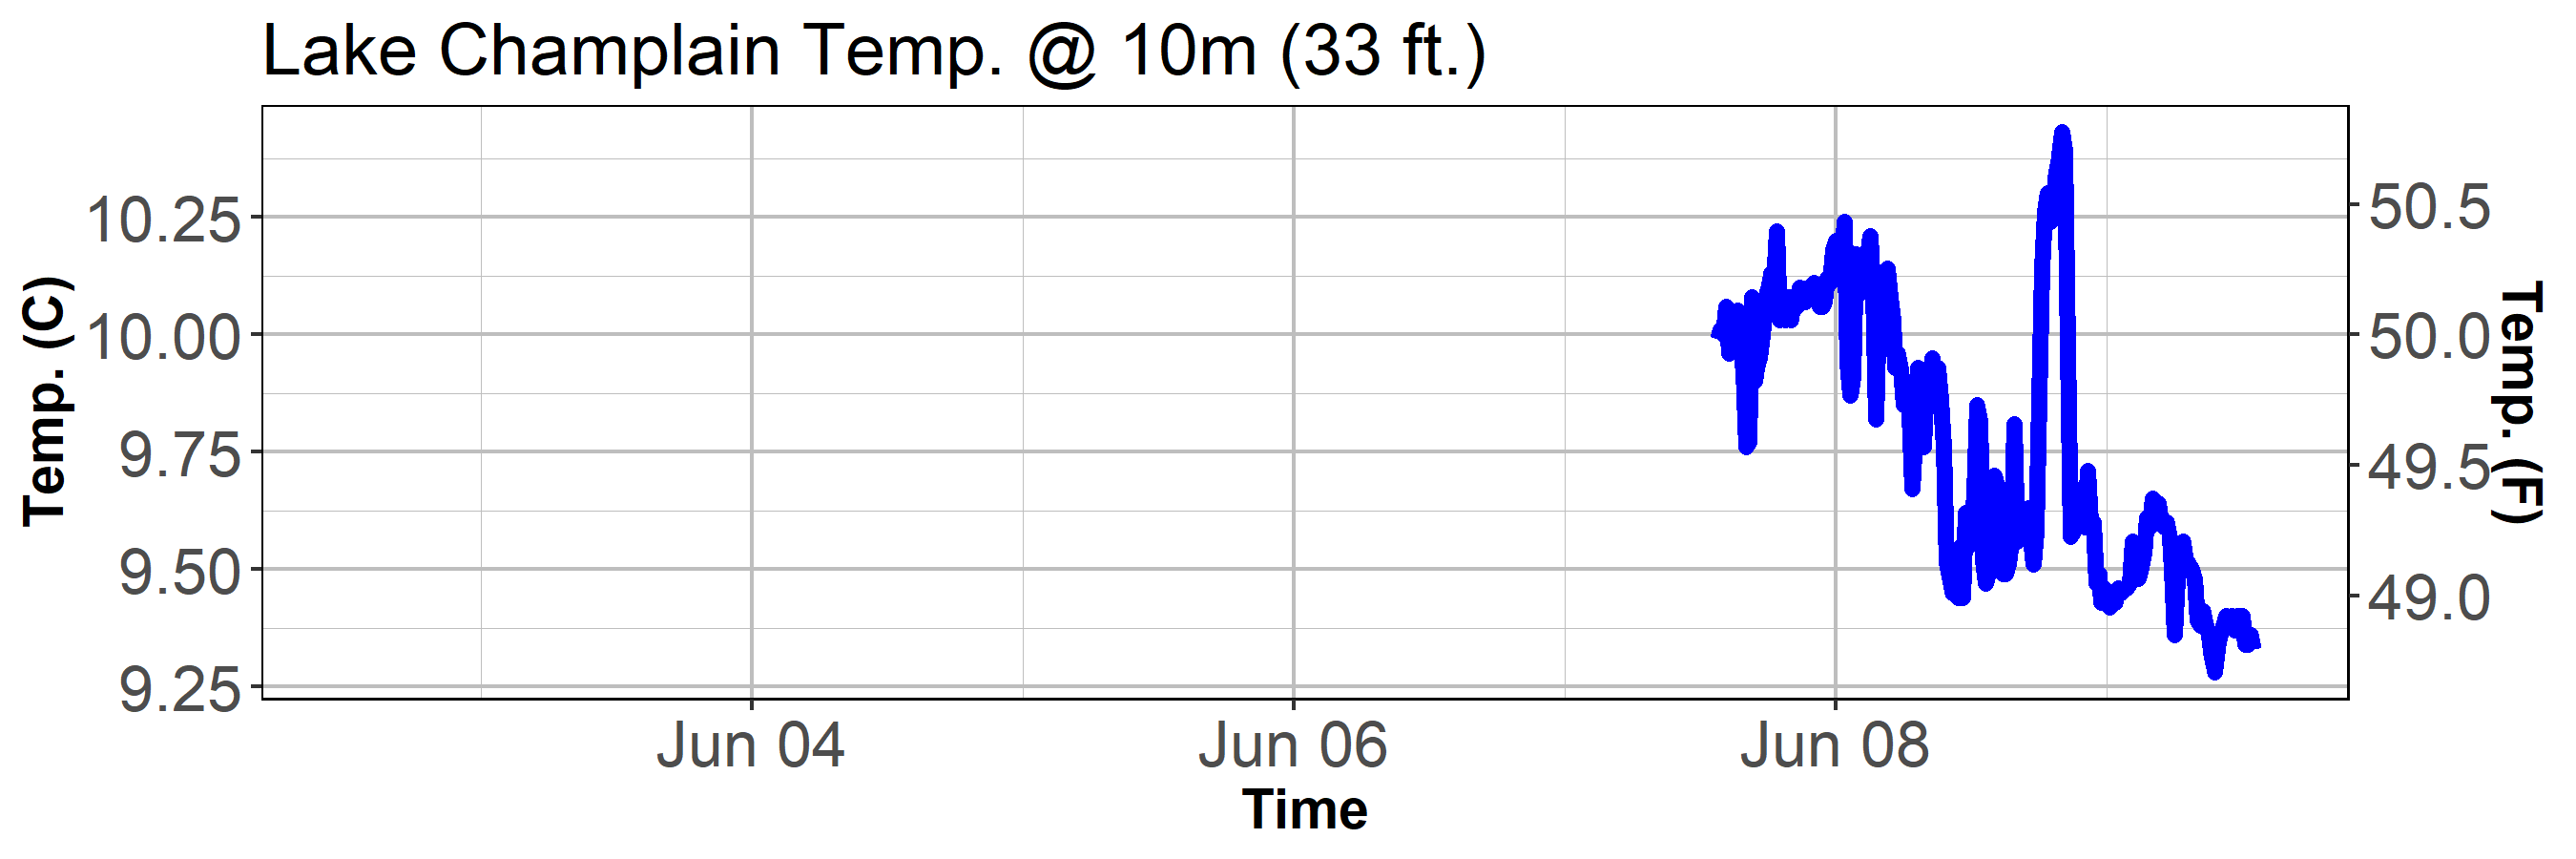 Lake Champlain Temp. @ 10m (33 ft.)
Temp. (C)
10.25
10.00
9.75
9.50
9.25
50.5
50.0
49.5
49.0
Temp. (F)
Jun 04
Jun 06
Jun 08
Time